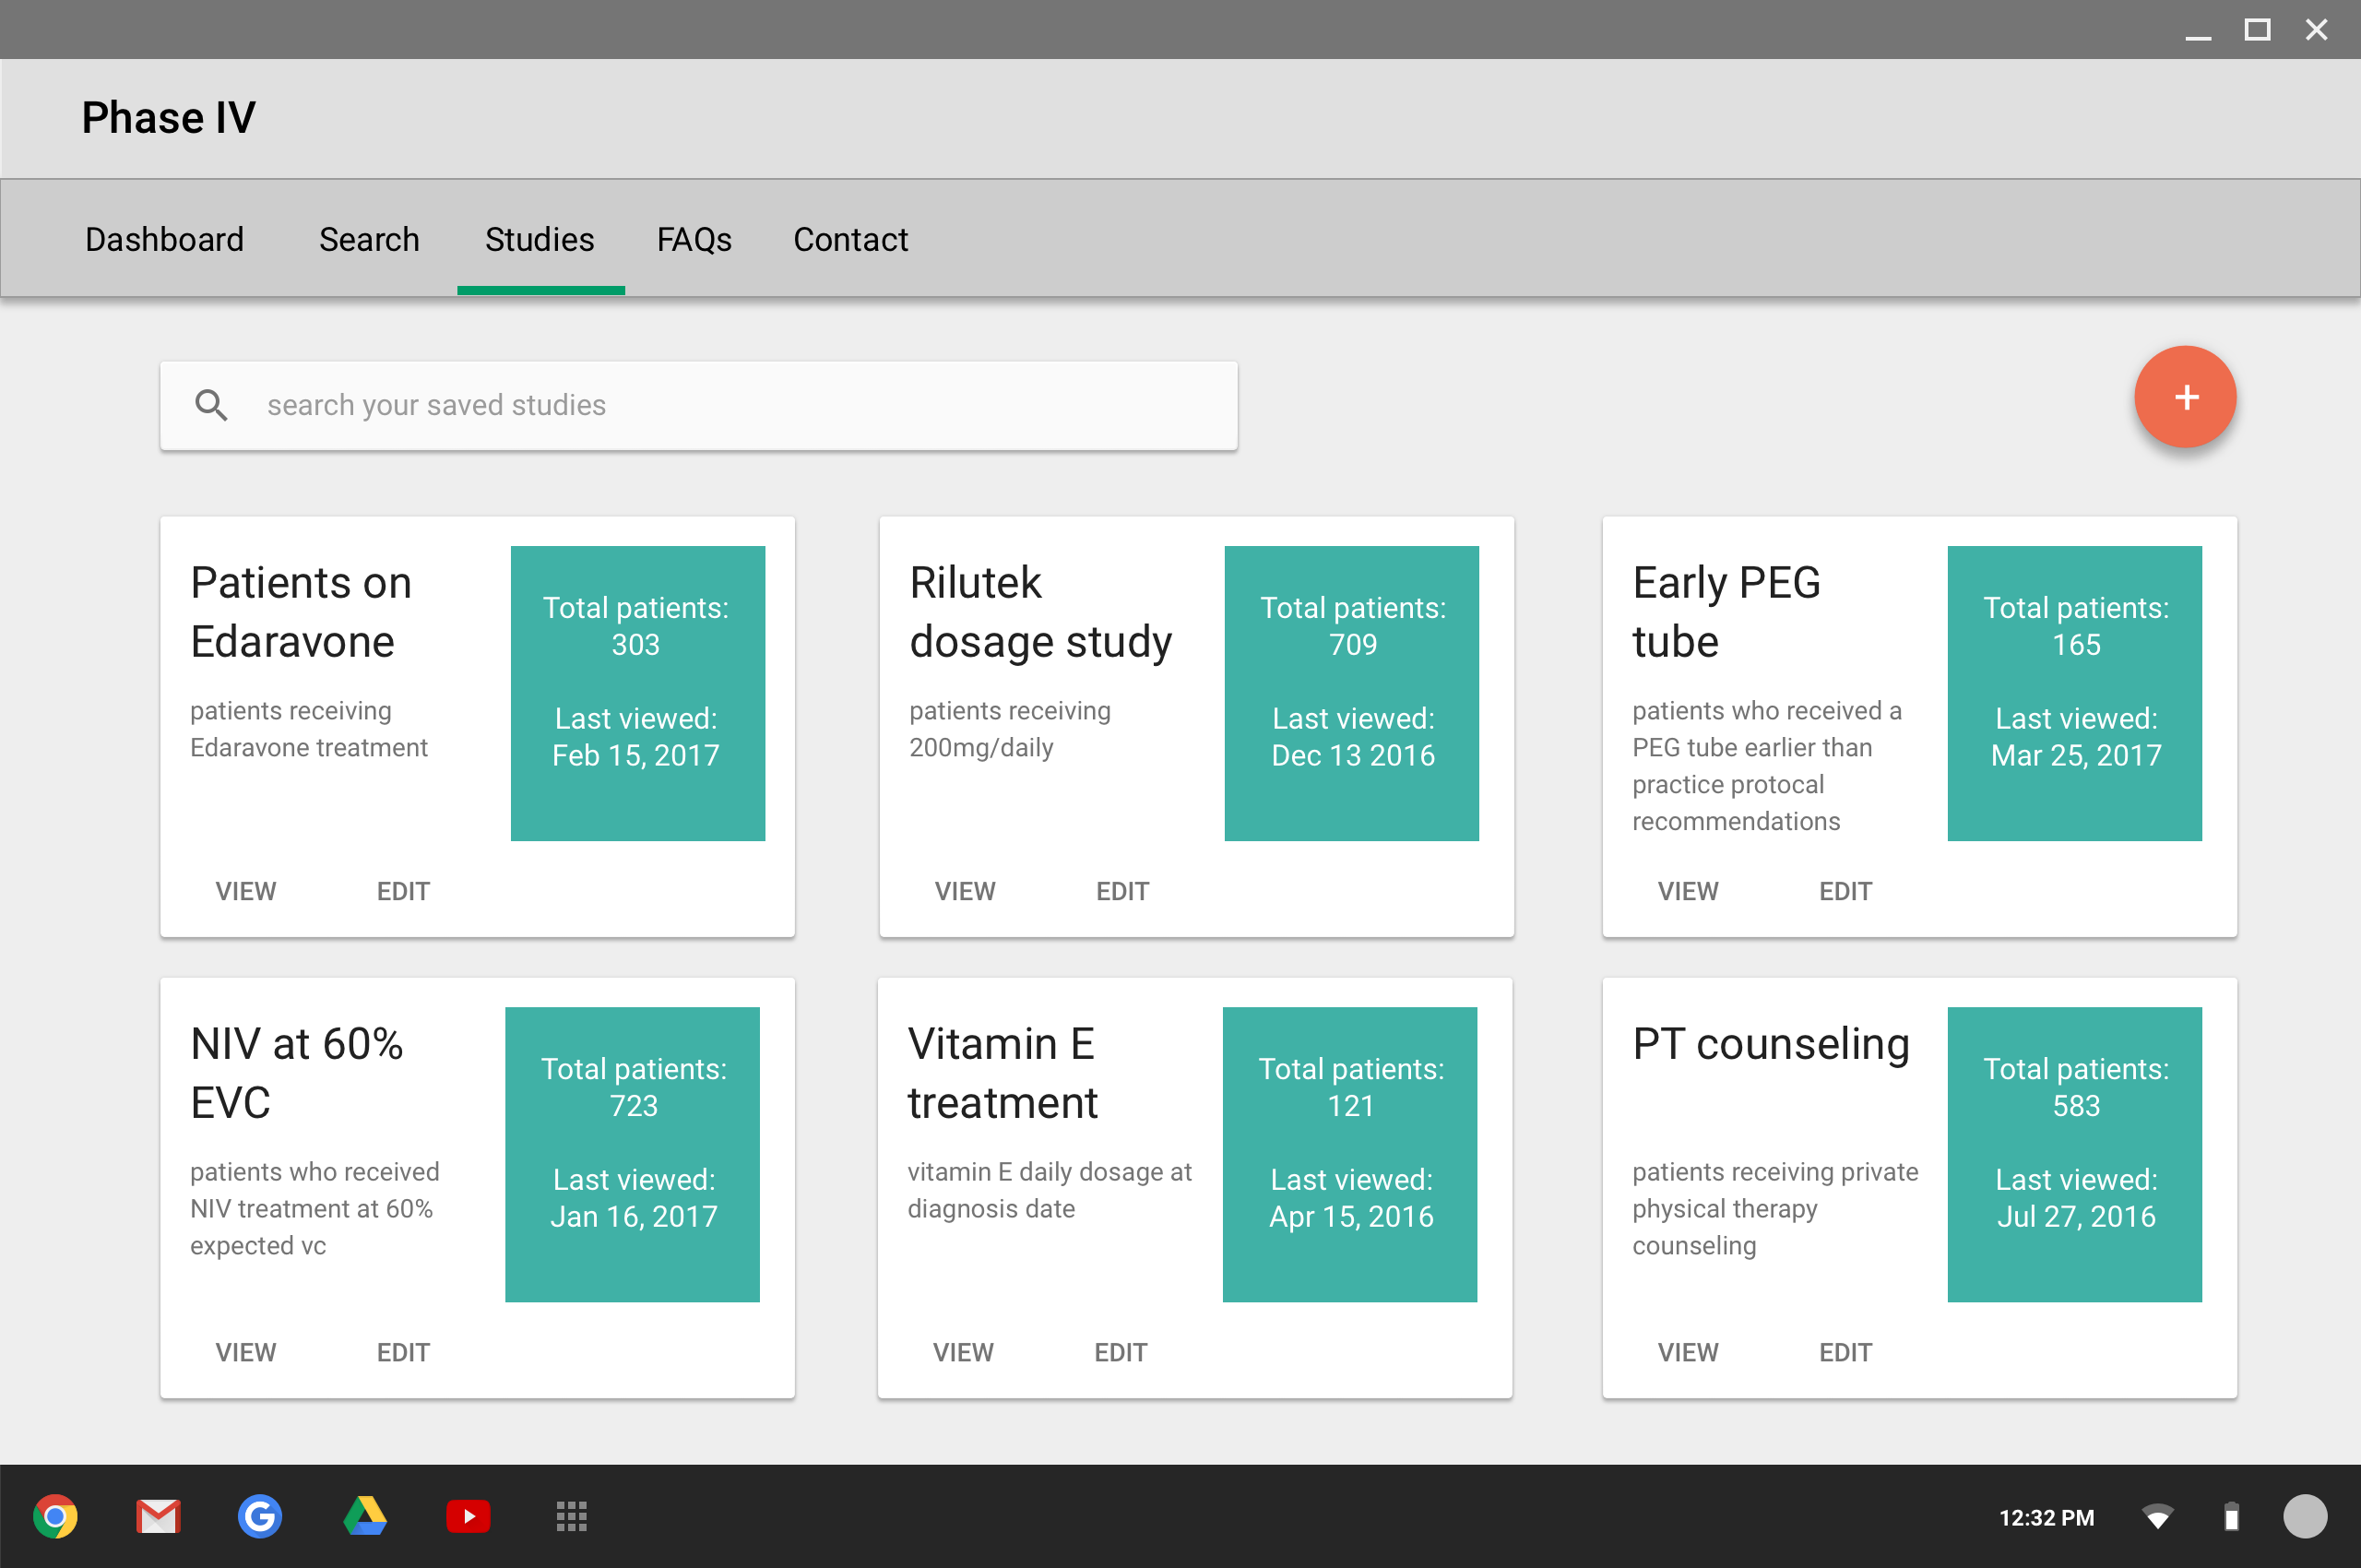 Phase IV
Dashboard
Search
Studies
FAQs
Contact
search your saved studies
+
Patients on
Edaravone
patients receiving
Edaravone treatment
Total patients:
303
Last viewed:
Feb 15, 2017
VIEW
EDIT
Rilutek
dosage study
patients receiving
200mg/daily
Total patients:
709
Last viewed:
Dec 13 2016
VIEW
EDIT
Early PEG
tube
patients who received a
PEG tube earlier than
practice protocal
recommendations
Total patients:
165
Last viewed:
Mar 25, 2017
VIEW
EDIT
NIV at 60%
EVC
patients who received
NIV treatment at 60%
expected vc
Total patients:
723
Last viewed:
Jan 16, 2017
VIEW
EDIT
Vitamin E
treatment
vitamin E daily dosage at
diagnosis date
Total patients:
121
Last viewed:
Apr 15, 2016
VIEW
EDIT
PT counseling
patients receiving private
physical therapy
counseling
Total patients:
583
Last viewed:
Jul 27, 2016
VIEW
EDIT
12:32 PM